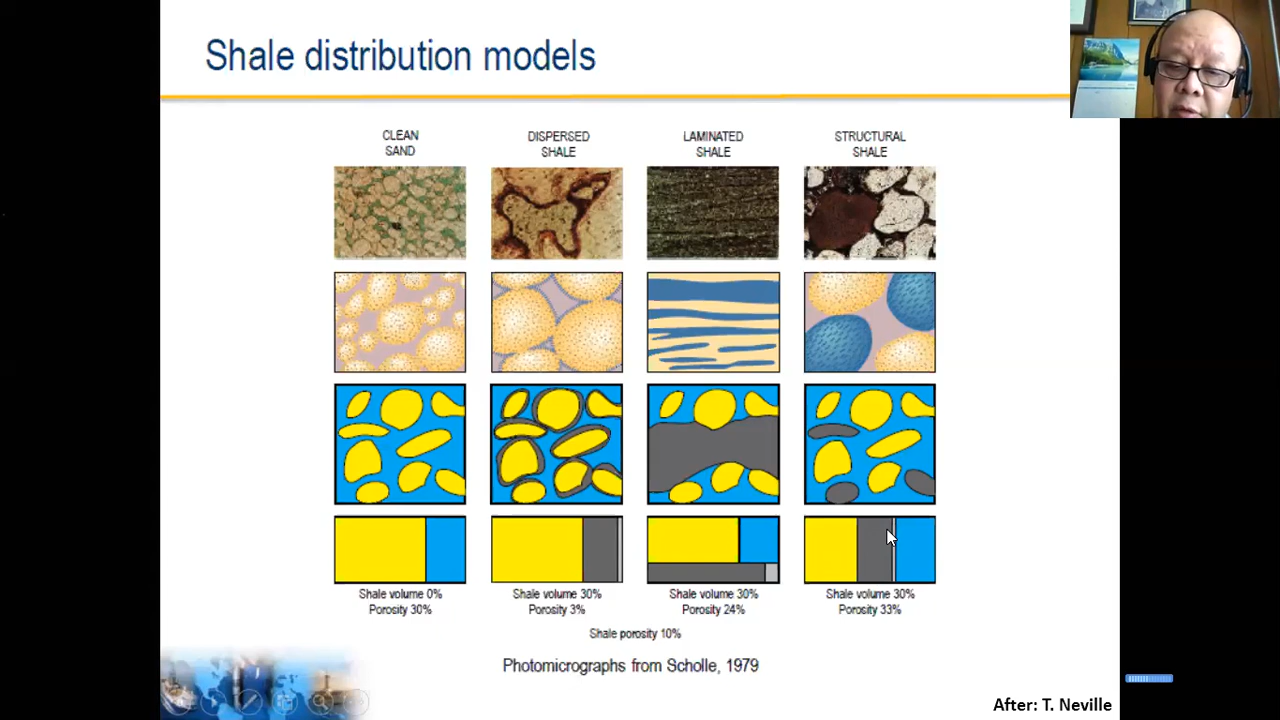 Shale distribution models
CLEAN
SAND
DISPERSED
SHALE
LAMINATED
SHALE
STRUCTURAL
SHALE
Shale volume 0%
Porosity 30%
Shale volume 30%
Porosity 3%
Shale volume 30%
Porosity 24%
Shale volume 30%
Porosity 33%
Shale porosity 10%
Photomicrographs from Scholle, 1979
After: T. Neville